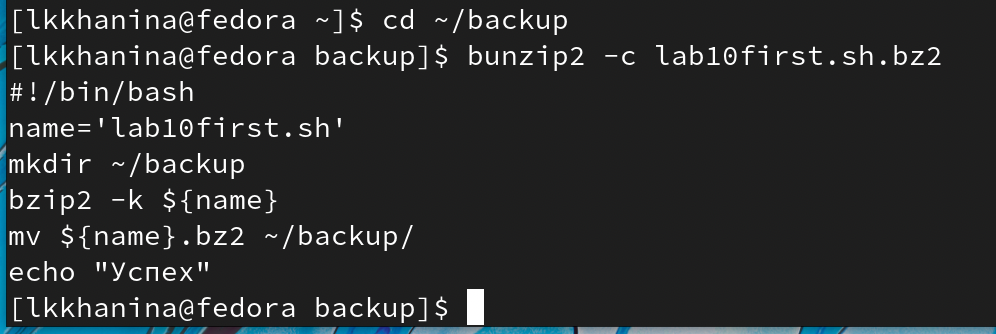 [lkkhanina@fedora ~]$ cd ~/backup
[lkkhanina@fedora backup]$ bunzip2 -c lab10first.sh.bz2
#!/bin/bash
name='lab10first.sh'
mkdir ~/backup
bzip2 -k ${name}
mv ${name}.bz2 ~/backup/
echo "Успех"
[lkkhanina@fedora backup]$